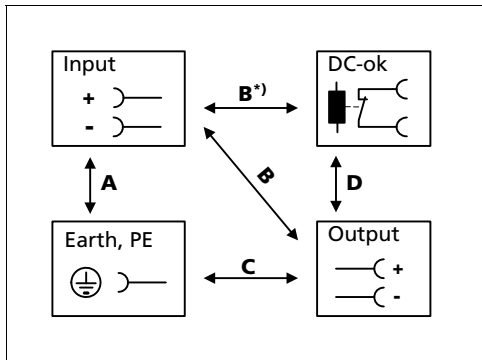 Input
+
-
B*)
DC-ok
A
B
D
Earth, PE
C
Output
+
-